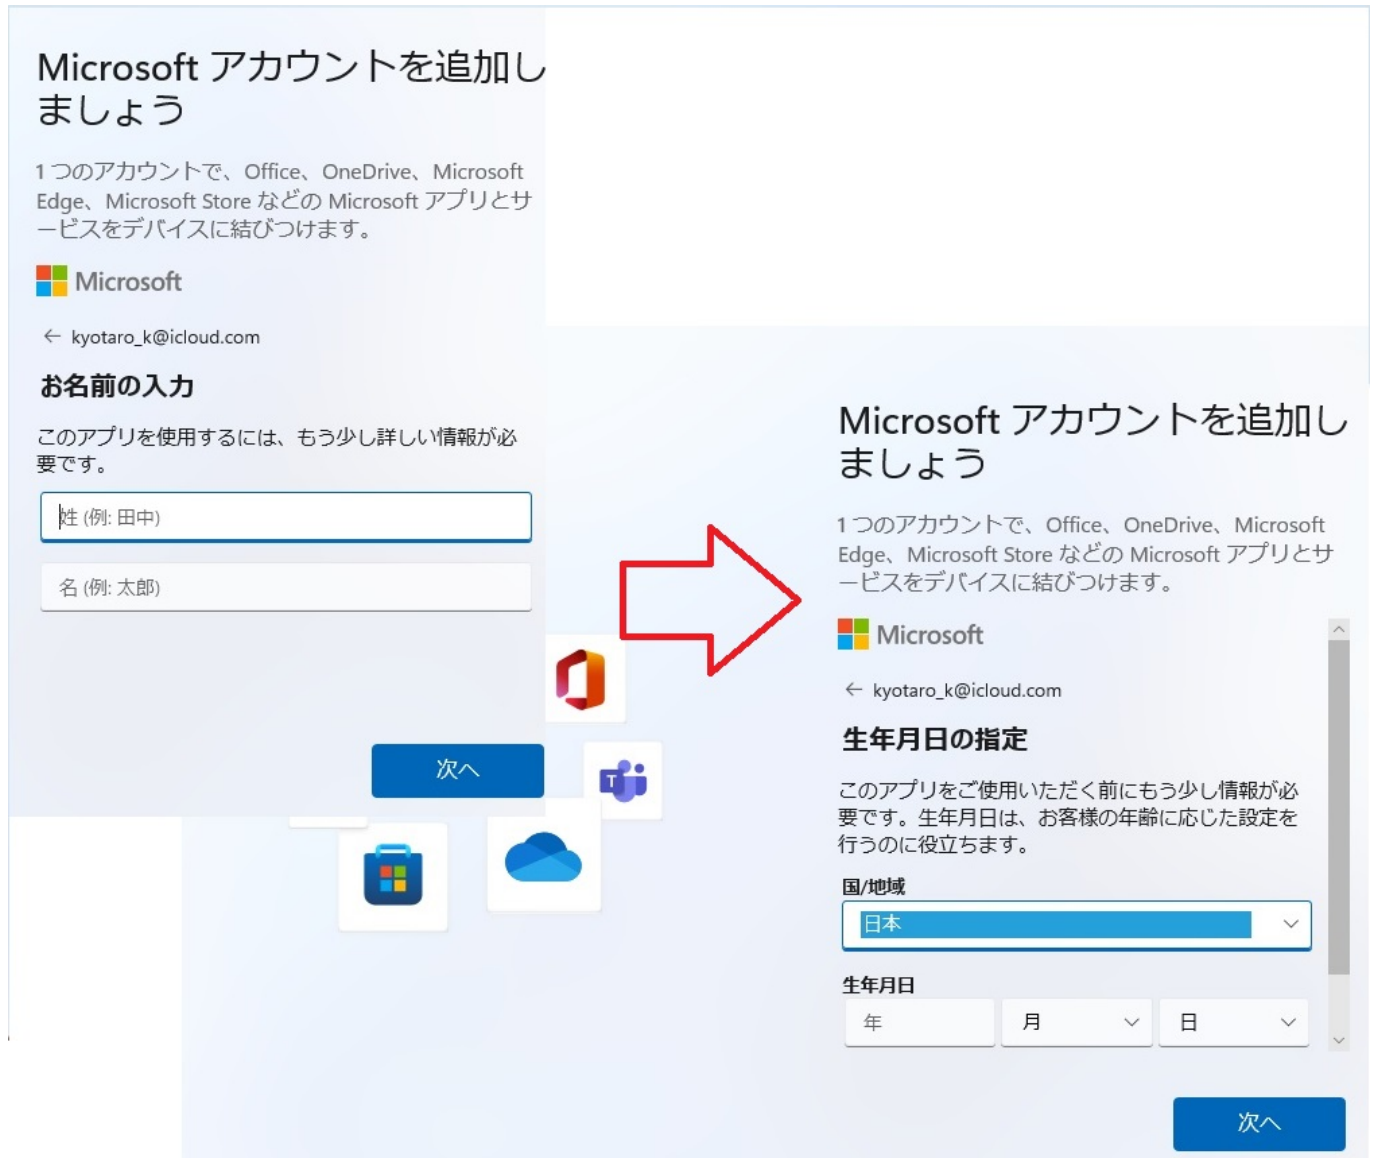 Microsoft アカウントを追加し
ましょう
1 つのアカウントで、Office、OneDrive、Microsoft
Edge、Microsoft Store などの Microsoft アプリとサ
ービスをデバイスに結びつけます。
Microsoft
← kyotaro_k@icloud.com
お名前の入力
このアプリを使用するには、もう少し詳しい情報が必
要です。
姓 (例: 田中)
名 (例: 太郎)
次へ
T
Microsoft アカウントを追加し
ましょう
1 つのアカウントで、Office、OneDrive、Microsoft
Edge、Microsoft Store などの Microsoft アプリとサ
ービスをデバイスに結びつけます。
Microsoft
← kyotaro_k@icloud.com
生年月日の指定
このアプリをご使用いただく前にもう少し情報が必
要です。生年月日は、お客様の年齢に応じた設定を
行うのに役立ちます。
国/地域
日本
生年月日
年 月 日
次へ